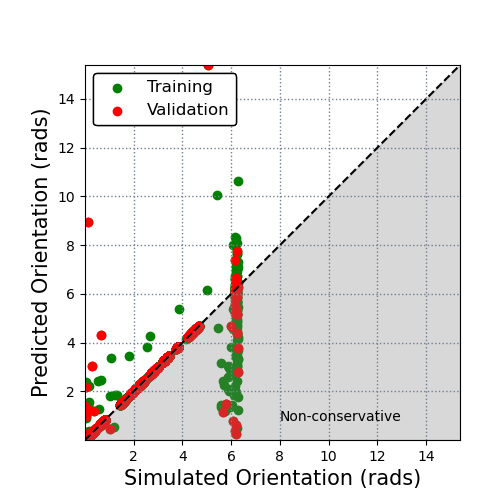 Training
Validation
Predicted Orientation (rads)
14
12
10
8
6
4
2
Non-conservative
2 4 6 8 10 12 14
Simulated Orientation (rads)